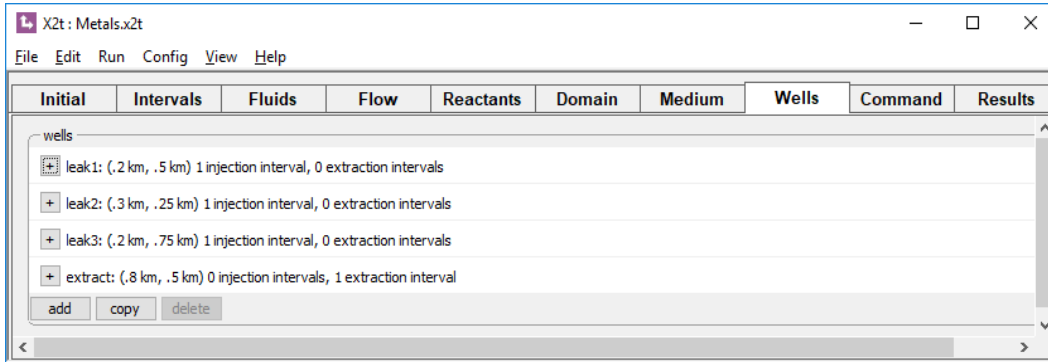 X2t : Metals.x2t
File Edit Run Config View Help
Initial Intervals Fluids Flow Reactants Domain Medium Wells Command Results
wells
+ leak1: (.2 km, .5 km) 1 injection interval, 0 extraction intervals
+ leak2: (.3 km, .25 km) 1 injection interval, 0 extraction intervals
+ leak3: (.2 km, .75 km) 1 injection interval, 0 extraction intervals
+ extract: (.8 km, .5 km) 0 injection intervals, 1 extraction interval
add copy delete